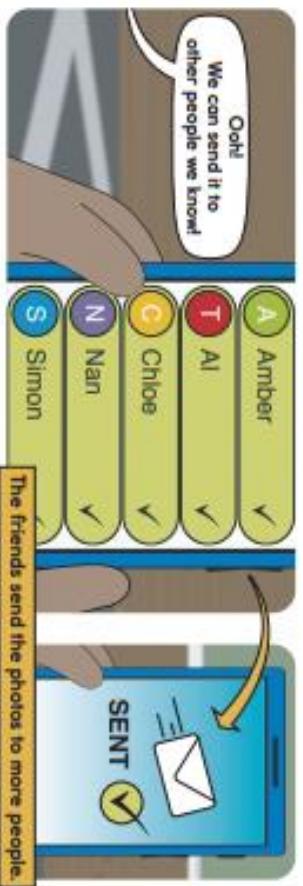 Ooh!
We can send it to
other people we know!
A Amber
T Al
C Chloe
N Nan
S Simon
SENT
The friends send the photos to more people.